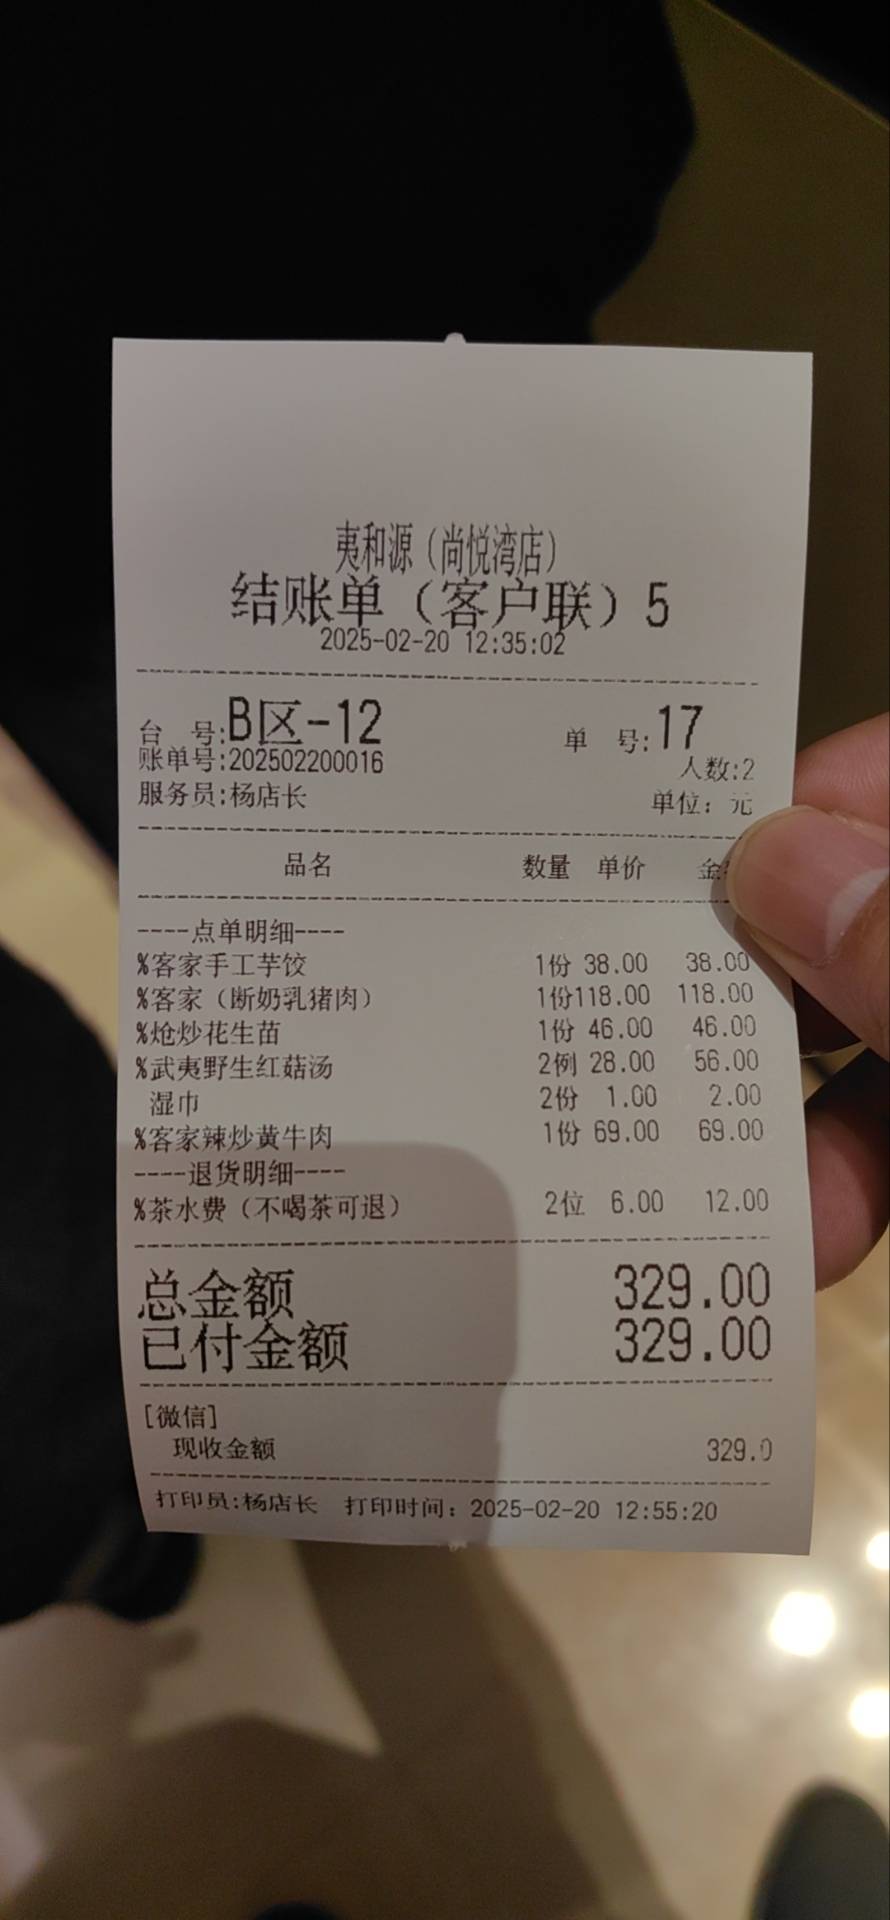 夷和源（尚悦湾店）
结账单（客户联）5
2025-02-20 12:35:02
台 号:B区-12 单 号:17
账单号:202502200016 人数:2
服务员:杨店长 单位：元
品名 数量 单价 金
----点单明细----
%客家手工芋饺 1份 38.00 38.00
%客家（断奶乳猪肉） 1份118.00 118.00
%炝炒花生苗 1份 46.00 46.00
%武夷野生红菇汤 2例 28.00 56.00
湿巾 2份 1.00 2.00
%客家辣炒黄牛肉 1份 69.00 69.00
----退货明细----
%茶水费（不喝茶可退） 2位 6.00 12.00
总金额 329.00
已付金额 329.00
[微信]
现收金额 329.0
打印员:杨店长 打印时间：2025-02-20 12:55:20